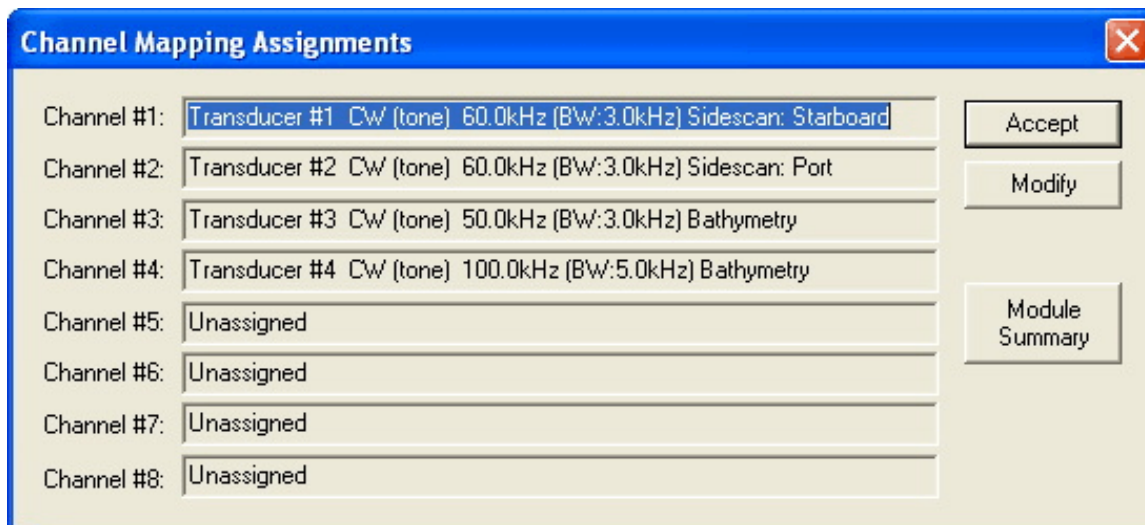 Channel Mapping Assignments
Channel #1: Transducer #1 CW (tone) 60.0kHz (BW:3.0kHz) Sidescan: Starboard
Accept
Channel #2: Transducer #2 CW (tone) 60.0kHz (BW:3.0kHz) Sidescan: Port
Modify
Channel #3: Transducer #3 CW (tone) 50.0kHz (BW:3.0kHz) Bathymetry
Channel #4: Transducer #4 CW (tone) 100.0kHz (BW:5.0kHz) Bathymetry
Channel #5: Unassigned
Module
Summary
Channel #6: Unassigned
Channel #7: Unassigned
Channel #8: Unassigned